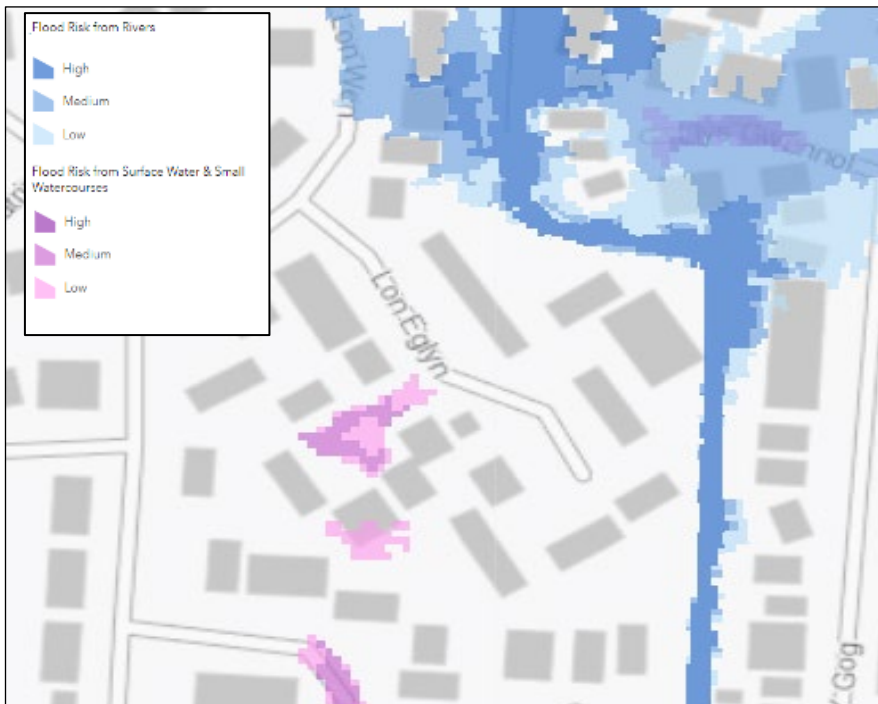 Flood Risk from Rivers
High
Medium
Low
Flood Risk from Surface Water & Small
Watercourses
High
Medium
Low
Lon Eglyn
Gog